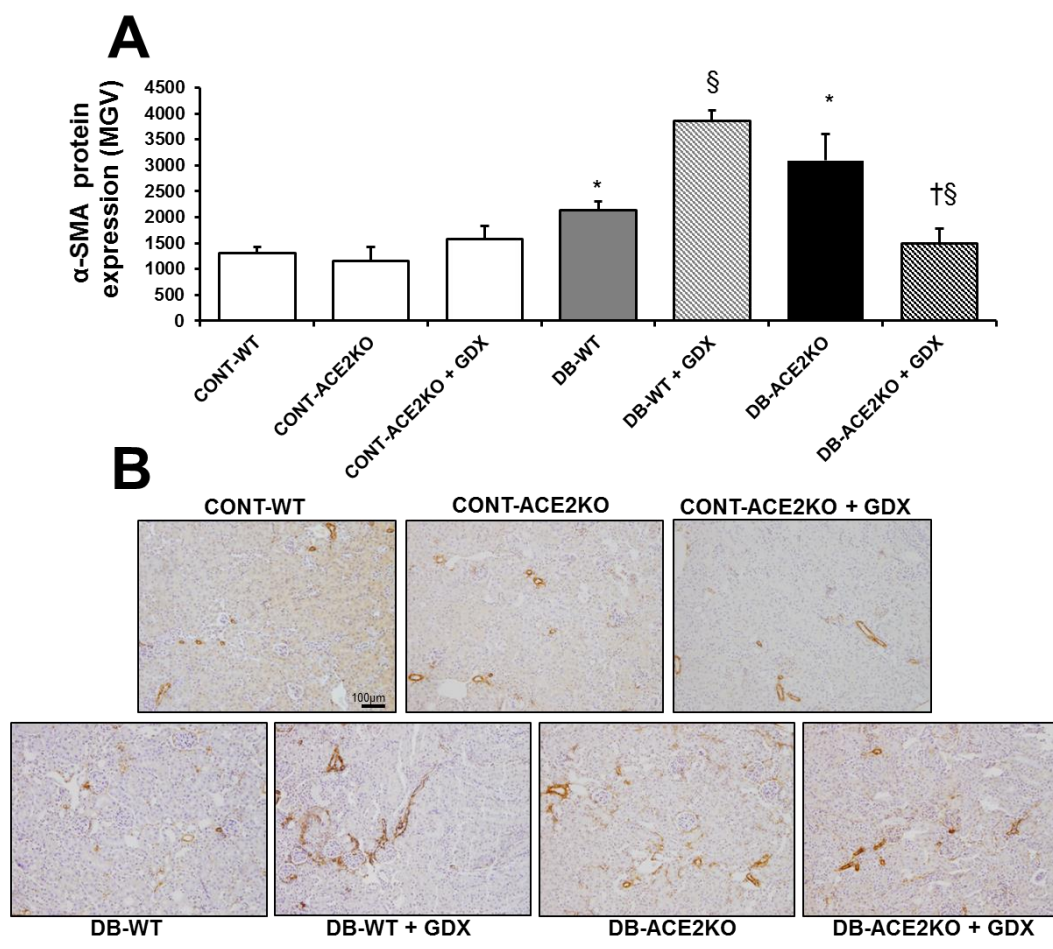 A
α-SMA protein
expression (MGV)
4500
4000
3500
3000
2500
2000
1500
1000
500
0
*
§
*
†§
CONT-WT
CONT-ACE2KO
CONT-ACE2KO + GDX
DB-WT
DB-WT + GDX
DB-ACE2KO
DB-ACE2KO + GDX
B
CONT-WT
CONT-ACE2KO
CONT-ACE2KO + GDX
100µm
DB-WT
DB-WT + GDX
DB-ACE2KO
DB-ACE2KO + GDX